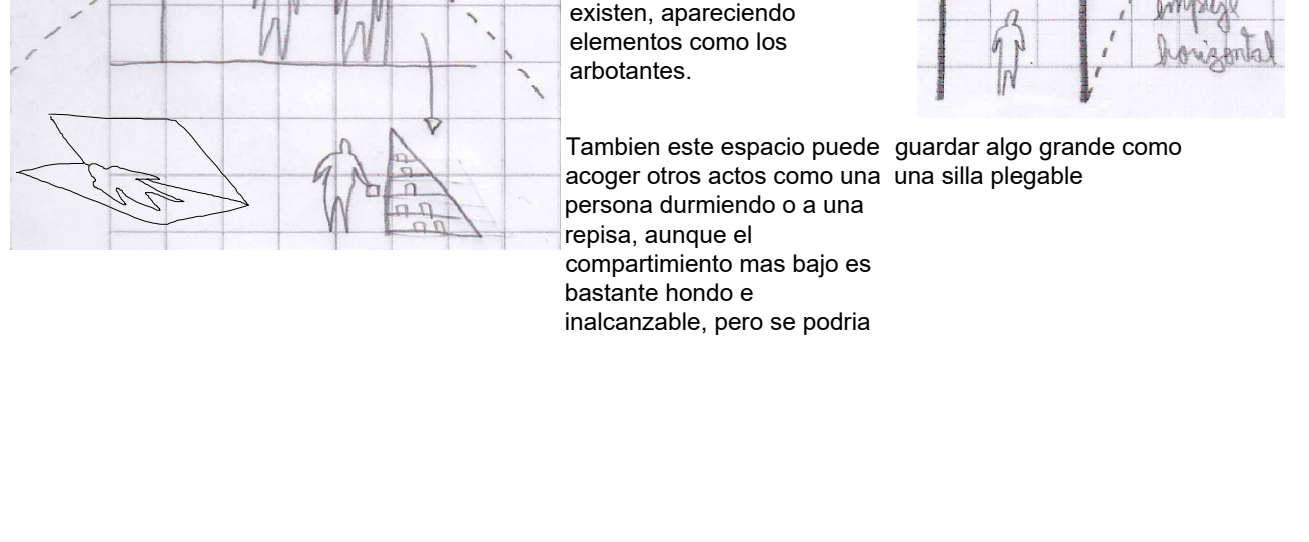 existen, apareciendo
elementos como los
arbotantes.
empuje
horizontal
Tambien este espacio puede
acoger otros actos como una
persona durmiendo o a una
repisa, aunque el
compartimiento mas bajo es
bastante hondo e
inalcanzable, pero se podria
guardar algo grande como
una silla plegable